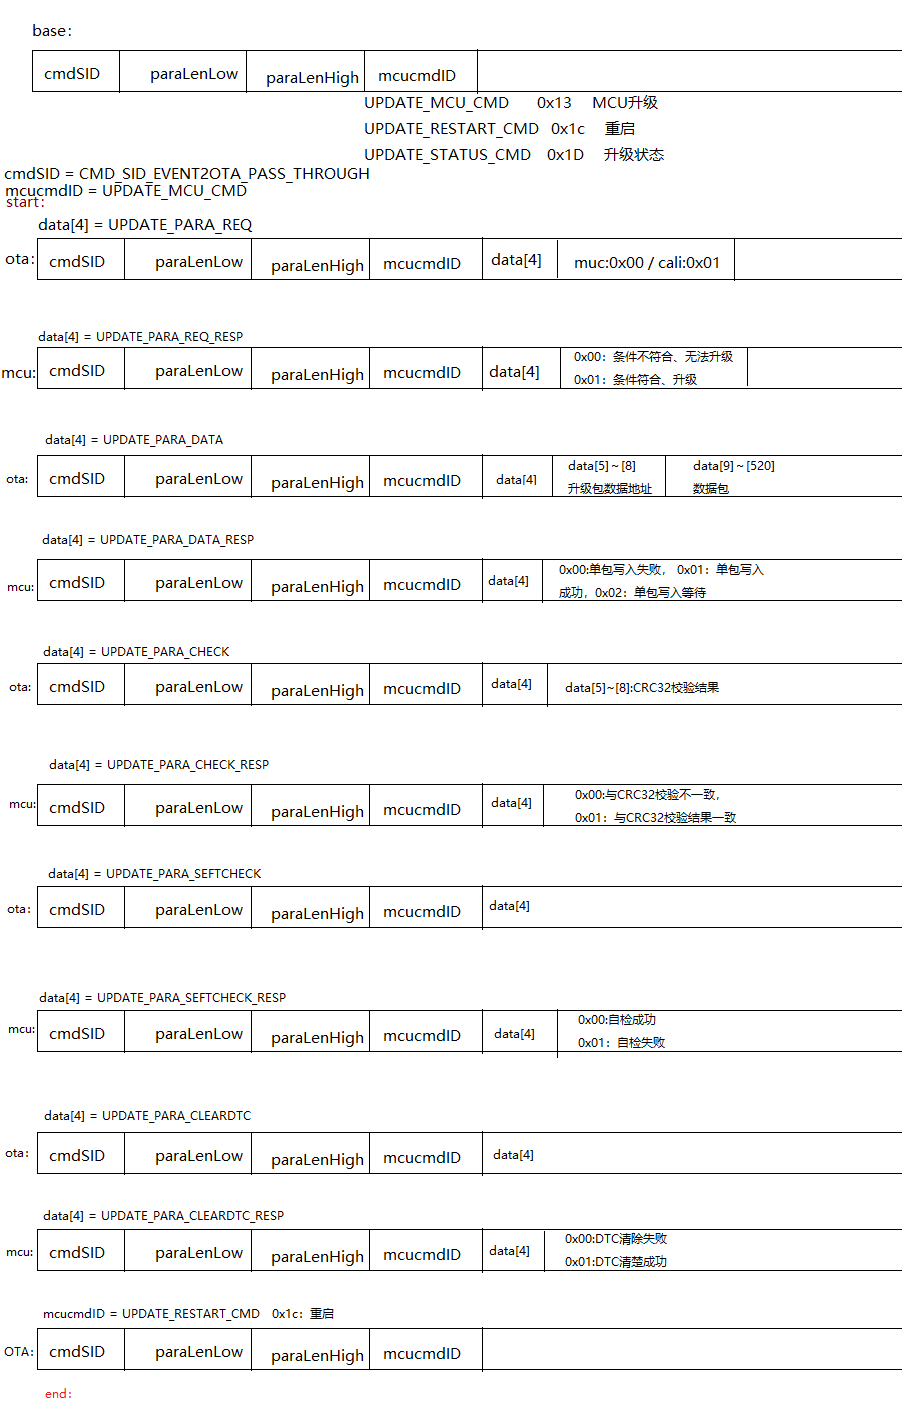 base：
cmdSID paraLenLow paraLenHigh mcucmdID
UPDATE_MCU_CMD 0x13 MCU升级
UPDATE_RESTART_CMD 0x1c 重启
UPDATE_STATUS_CMD 0x1D 升级状态
cmdSID = CMD_SID_EVENT2OTA_PASS_THROUGH
mcucmdID = UPDATE_MCU_CMD
start：
data[4] = UPDATE_PARA_REQ
ota： cmdSID paraLenLow paraLenHigh mcucmdID data[4] muc:0x00 / cali:0x01
data[4] = UPDATE_PARA_REQ_RESP
mcu: cmdSID paraLenLow paraLenHigh mcucmdID data[4] 0x00：条件不符合、无法升级
0x01：条件符合、升级
data[4] = UPDATE_PARA_DATA
ota: cmdSID paraLenLow paraLenHigh mcucmdID data[4] data[5]~[8] data[9]~[520]
升级包数据地址 数据包
data[4] = UPDATE_PARA_DATA_RESP
mcu: cmdSID paraLenLow paraLenHigh mcucmdID data[4] 0x00:单包写入失败， 0x01：单包写入
成功，0x02：单包写入等待
data[4] = UPDATE_PARA_CHECK
ota: cmdSID paraLenLow paraLenHigh mcucmdID data[4] data[5]~[8]:CRC32校验结果
data[4] = UPDATE_PARA_CHECK_RESP
mcu: cmdSID paraLenLow paraLenHigh mcucmdID data[4] 0x00:与CRC32校验不一致，
0x01：与CRC32校验结果一致
data[4] = UPDATE_PARA_SEFTCHECK
ota： cmdSID paraLenLow paraLenHigh mcucmdID data[4]
data[4] = UPDATE_PARA_SEFTCHECK_RESP
mcu: cmdSID paraLenLow paraLenHigh mcucmdID data[4] 0x00:自检成功
0x01：自检失败
data[4] = UPDATE_PARA_CLEARDTC
ota： cmdSID paraLenLow paraLenHigh mcucmdID data[4]
data[4] = UPDATE_PARA_CLEARDTC_RESP
mcu: cmdSID paraLenLow paraLenHigh mcucmdID data[4] 0x00:DTC清除失败
0x01:DTC清楚成功
mcucmdID = UPDATE_RESTART_CMD 0x1c：重启
OTA： cmdSID paraLenLow paraLenHigh mcucmdID
end：